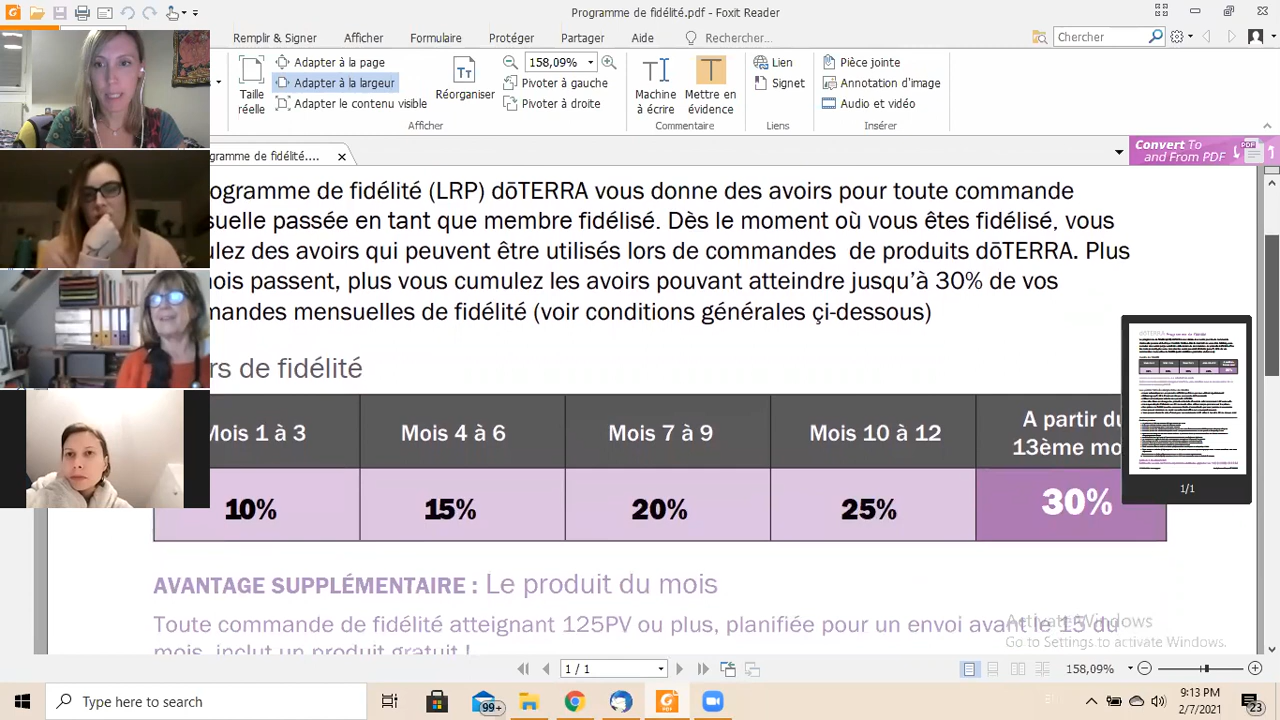 Programme de fidélité.pdf - Foxit Reader
Remplir & Signer Afficher Formulaire Protéger Partager Aide Rechercher... Chercher
Taille réelle
Adapter à la page
Adapter à la largeur
Adapter le contenu visible
Réorganiser
158,09%
Pivoter à gauche
Pivoter à droite
Afficher
Machine à écrire
Mettre en évidence
Commentaire
Lien
Signet
Liens
Pièce jointe
Annotation d'image
Audio et vidéo
Insérer
ogramme de fidélité....
Convert To
and From PDF
PDF
ogramme de fidélité (LRP) dōTERRA vous donne des avoirs pour toute commande
suelle passée en tant que membre fidélisé. Dès le moment où vous êtes fidélisé, vous
ulez des avoirs qui peuvent être utilisés lors de commandes de produits dōTERRA. Plus
nois passent, plus vous cumulez les avoirs pouvant atteindre jusqu'à 30% de vos
mandes mensuelles de fidélité (voir conditions générales çi-dessous)
rs de fidélité
Mois 1 à 3 Mois 4 à 6 Mois 7 à 9 Mois 10 à 12 A partir du
13ème mo
10% 15% 20% 25% 30%
1/1
AVANTAGE SUPPLÉMENTAIRE : Le produit du mois
Toute commande de fidélité atteignant 125PV ou plus, planifiée pour un envoi avant le 15 du
mois, inclut un produit gratuit !
Activate Windows
Go to Settings to activate Windows.
1 / 1
158,09%
Type here to search
99+
9:13 PM
2/7/2021
23